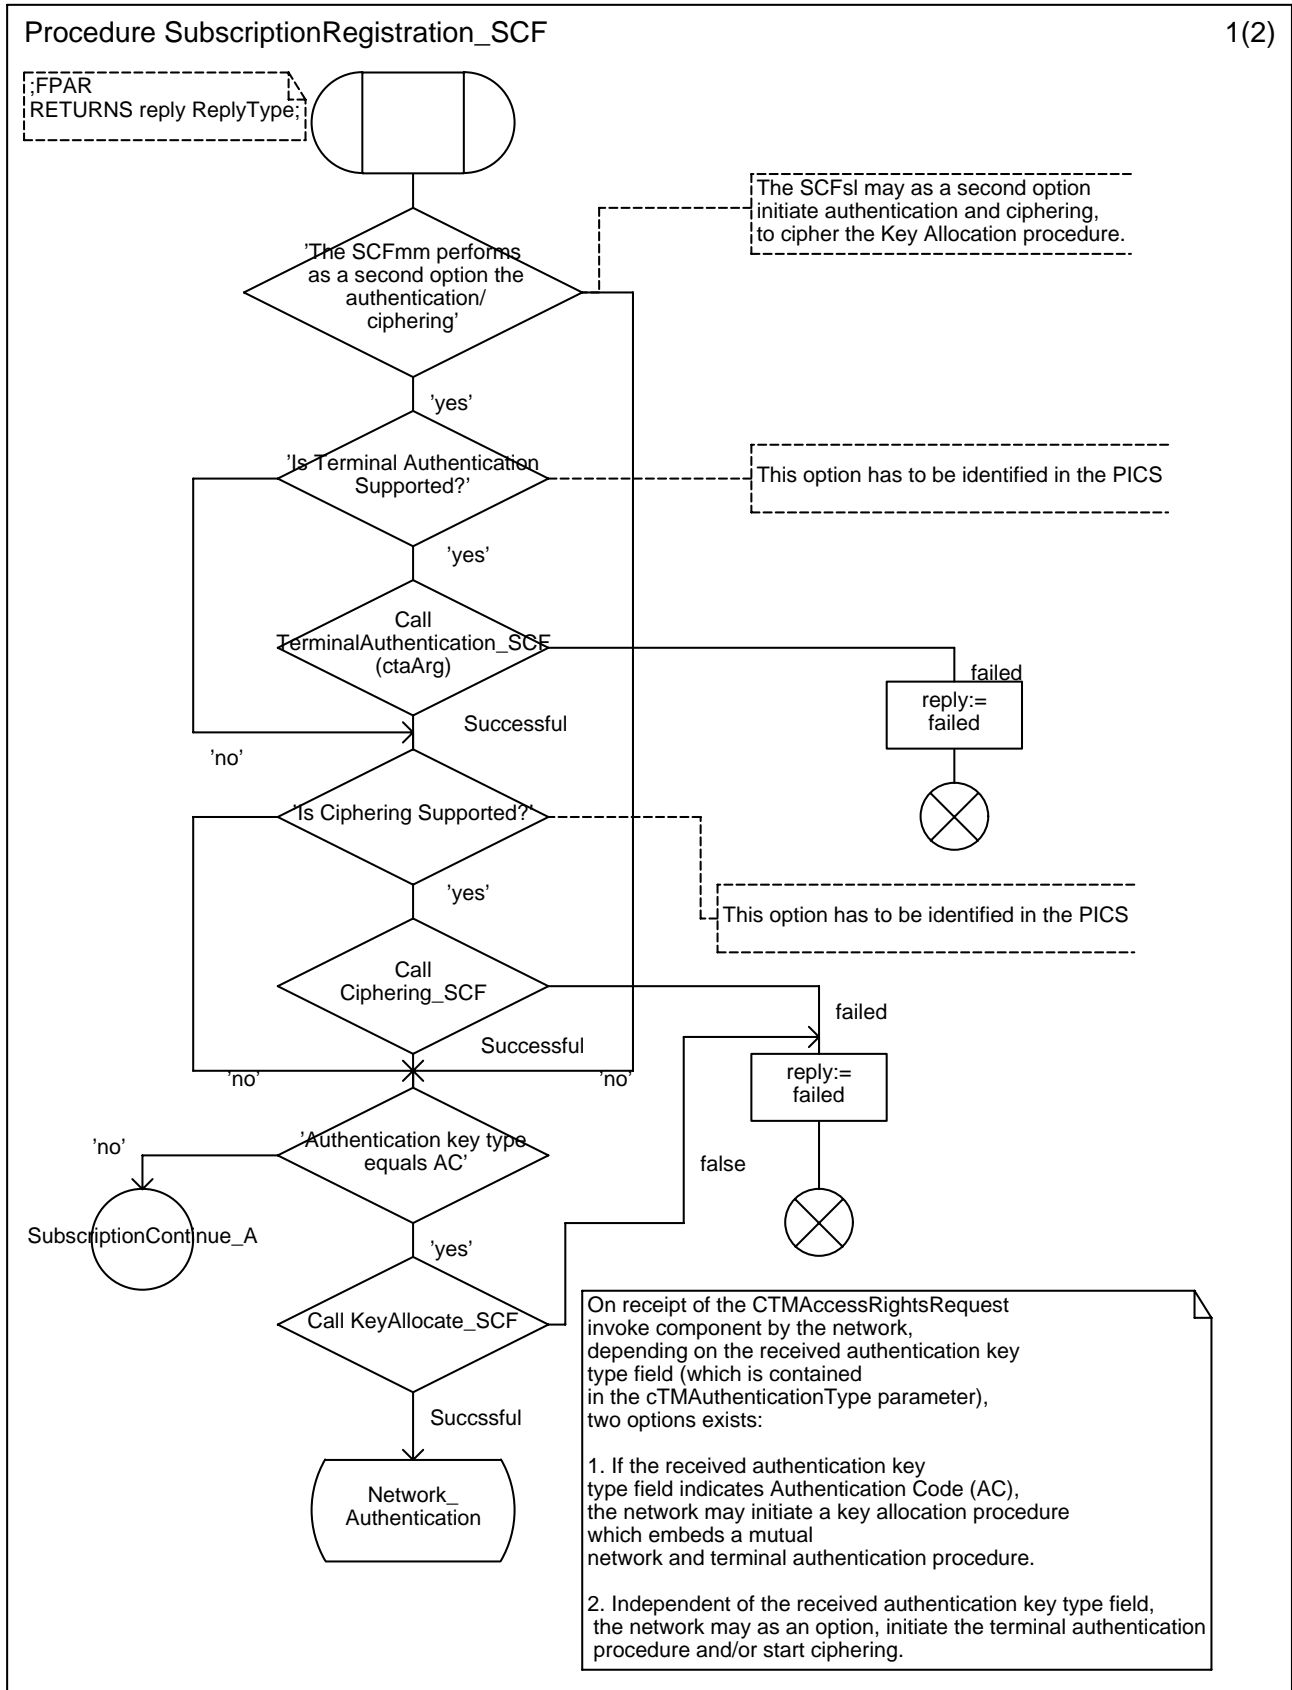 Procedure SubscriptionRegistration_SCF
1(2)
;FPAR
RETURNS reply ReplyType;
The SCFsl may as a second option
initiate authentication and ciphering,
to cipher the Key Allocation procedure.
'The SCFmm performs
as a second option the
authentication/
ciphering'
'yes'
'Is Terminal Authentication
Supported?'
This option has to be identified in the PICS
'yes'
Call
TerminalAuthentication_SCF
(ctaArg)
failed
reply:=
failed
Successful
'no'
'Is Ciphering Supported?'
'yes'
This option has to be identified in the PICS
Call
Ciphering_SCF
failed
Successful
'no'
'no'
reply:=
failed
'Authentication key type
equals AC'
'no'
false
SubscriptionContinue_A
'yes'
Call KeyAllocate_SCF
Succssful
Network_
Authentication
On receipt of the CTMAccessRightsRequest
invoke component by the network,
depending on the received authentication key
type field (which is contained
in the cTMAuthenticationType parameter),
two options exists:
1. If the received authentication key
type field indicates Authentication Code (AC),
the network may initiate a key allocation procedure
which embeds a mutual
network and terminal authentication procedure.
2. Independent of the received authentication key type field,
the network may as an option, initiate the terminal authentication
procedure and/or start ciphering.